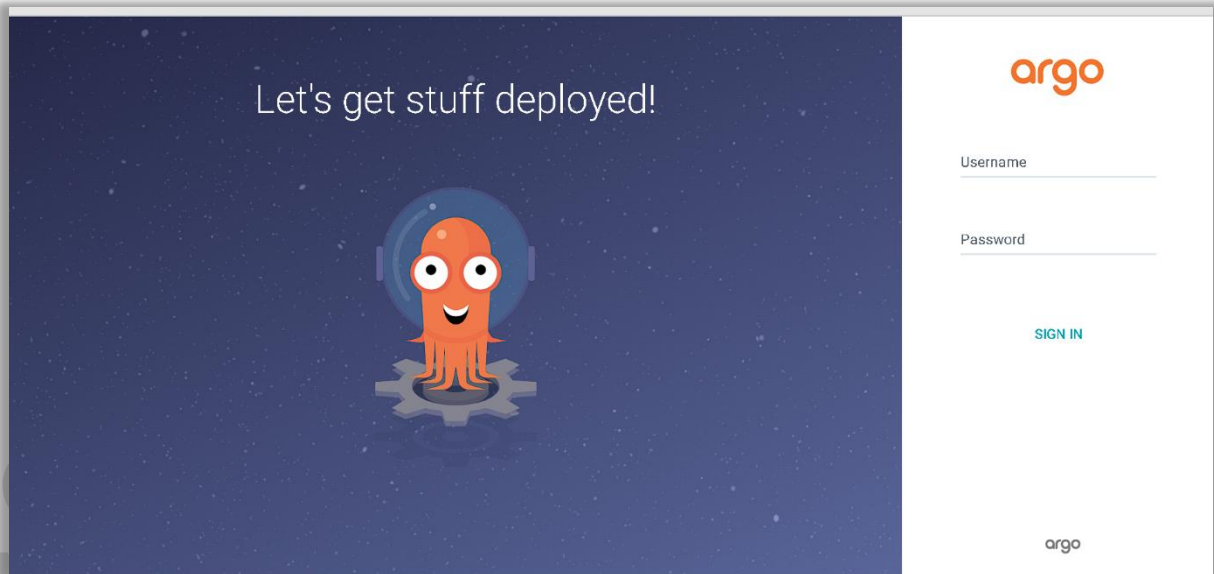 Let's get stuff deployed!
argo
Username
Password
SIGN IN
argo